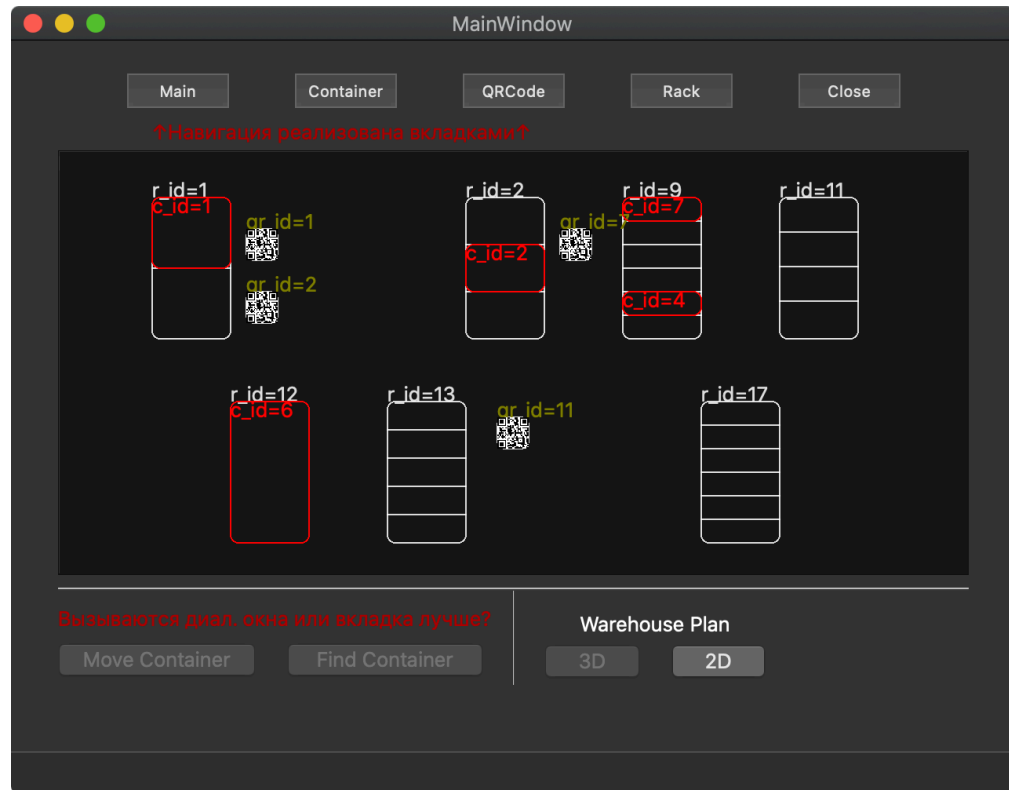 MainWindow
Main Container QRCode Rack Close
↑Навигация реализована вкладками↑
r_id=1 r_id=2 r_id=9 r_id=11
c_id=1 c_id=7
qr_id=1 qr_id=7
c_id=2
qr_id=2
c_id=4
r_id=12 r_id=13 r_id=17
c_id=6 qr_id=11
Вызываются диал. окна или вкладка лучше?
Warehouse Plan
Move Container Find Container 3D 2D